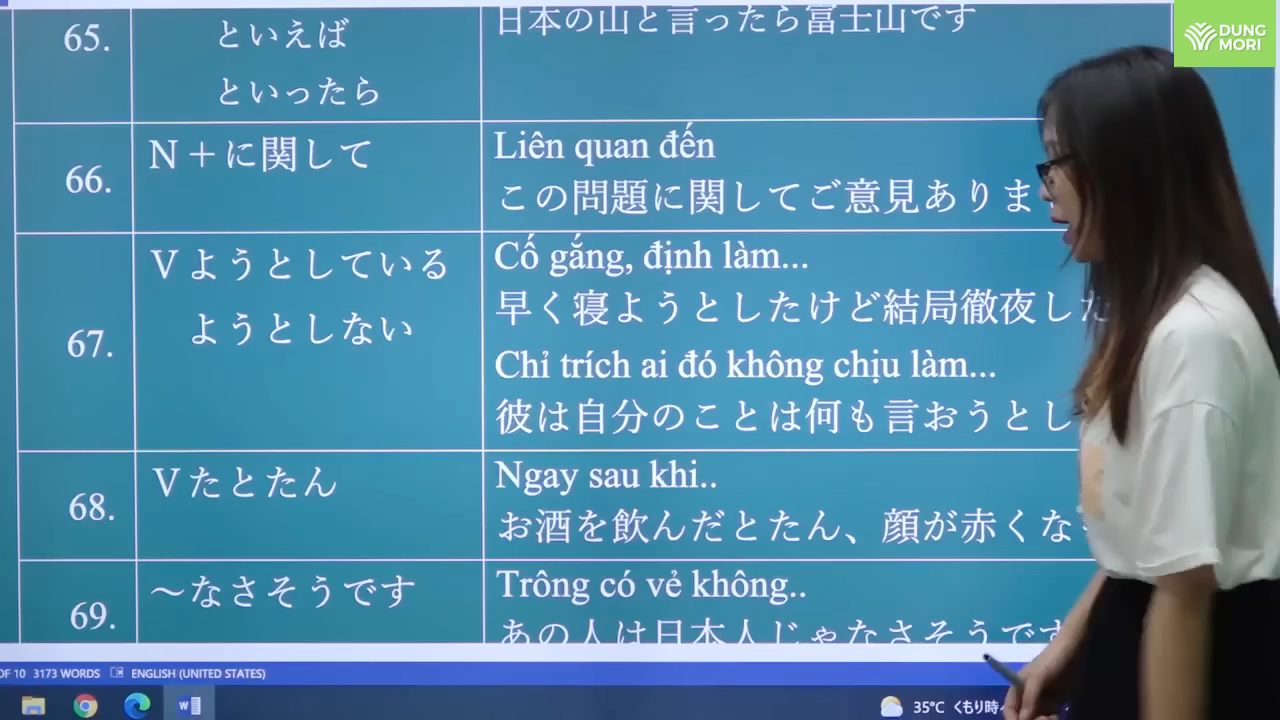 DUNG
MORI
65.
といえば
といったら
日本の山と言ったら富士山です
66.
N＋に関して
Liên quan đến
この問題に関してご意見ありま
67.
Vようとしている
ようとしない
Cố gắng, định làm...
早く寝ようとしたけど結局徹夜した
Chỉ trích ai đó không chịu làm...
彼は自分のことは何も言おうとし
68.
Vたとたん
Ngay sau khi..
お酒を飲んだとたん、顔が赤くな
69.
～なさそうです
Trông có vẻ không..
あの人は日本人じゃなさそうです
OF 10 3173 WORDS ENGLISH (UNITED STATES)
35°C くもり時